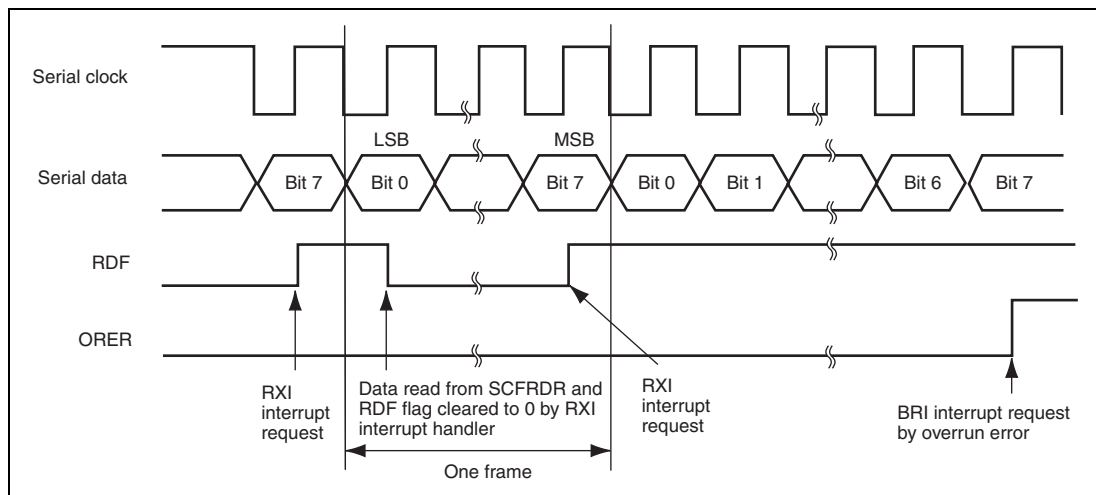 Serial clock
LSB
MSB
Serial data
Bit 7
Bit 0
Bit 7
Bit 0
Bit 1
Bit 6
Bit 7
RDF
ORER
RXI
interrupt
request
Data read from SCFRDR and
RDF flag cleared to 0 by RXI
interrupt handler
RXI
interrupt
request
BRI interrupt request
by overrun error
One frame